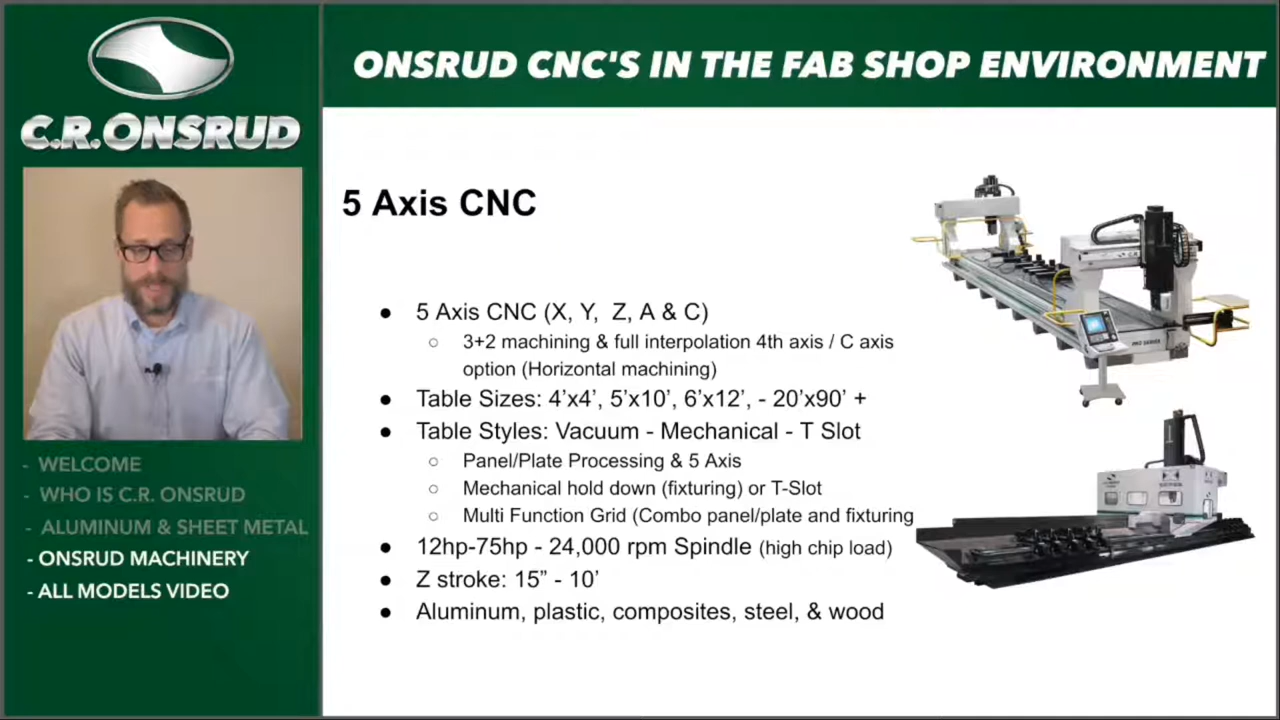 C.R.ONSRUD
ONSRUD CNC'S IN THE FAB SHOP ENVIRONMENT
5 Axis CNC
● 5 Axis CNC (X, Y, Z, A & C)
○ 3+2 machining & full interpolation 4th axis / C axis
option (Horizontal machining)
● Table Sizes: 4’x4’, 5’x10’, 6’x12’, - 20’x90’ +
● Table Styles: Vacuum - Mechanical - T Slot
○ Panel/Plate Processing & 5 Axis
○ Mechanical hold down (fixturing) or T-Slot
○ Multi Function Grid (Combo panel/plate and fixturing
● 12hp-75hp - 24,000 rpm Spindle (high chip load)
● Z stroke: 15” - 10’
● Aluminum, plastic, composites, steel, & wood
- WELCOME
- WHO IS C.R. ONSRUD
- ALUMINUM & SHEET METAL
- ONSRUD MACHINERY
- ALL MODELS VIDEO
PRO SERIES